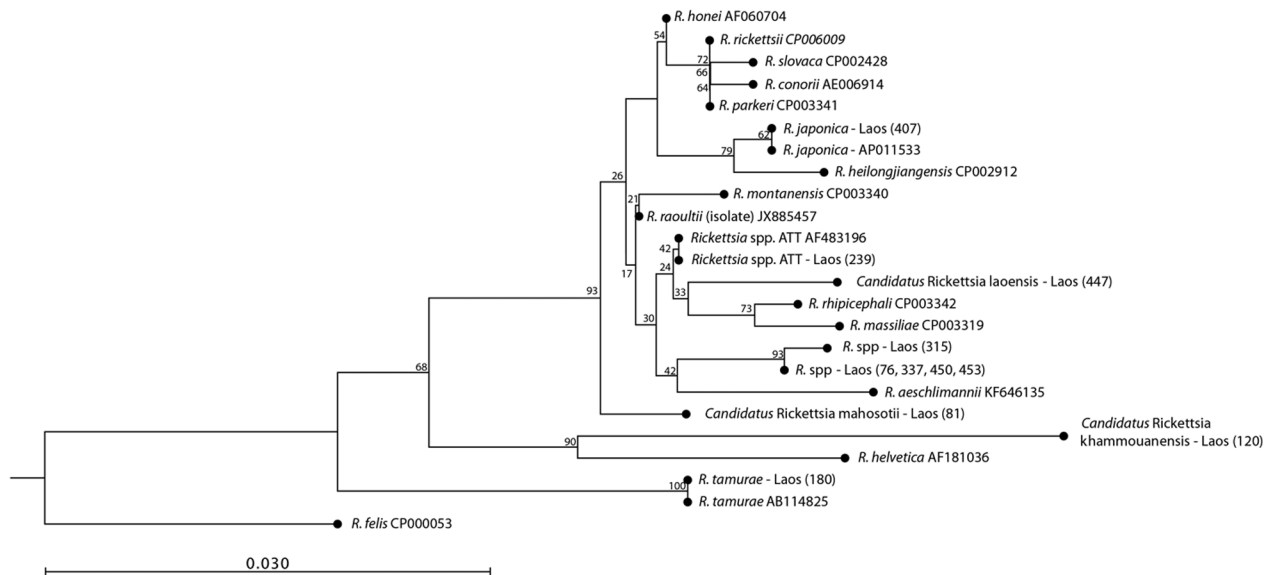 R. honei AF060704
54
R. rickettsii CP006009
72
R. slovaca CP002428
66
R. conorii AE006914
64
R. parkeri CP003341
R. japonica - Laos (407)
62
R. japonica - AP011533
79
R. heilongjiangensis CP002912
26
R. montanensis CP003340
21
R. raoultii (isolate) JX885457
Rickettsia spp. ATT AF483196
42
Rickettsia spp. ATT - Laos (239)
24
17
Candidatus Rickettsia laoensis - Laos (447)
33
93
R. rhipicephali CP003342
73
R. massiliae CP003319
30
R. spp - Laos (315)
93
R. spp - Laos (76, 337, 450, 453)
42
68
R. aeschlimannii KF646135
Candidatus Rickettsia mahosotii - Laos (81)
Candidatus Rickettsia
khammouanensis - Laos (120)
90
R. helvetica AF181036
R. tamurae - Laos (180)
100
R. tamurae AB114825
R. felis CP000053
0.030